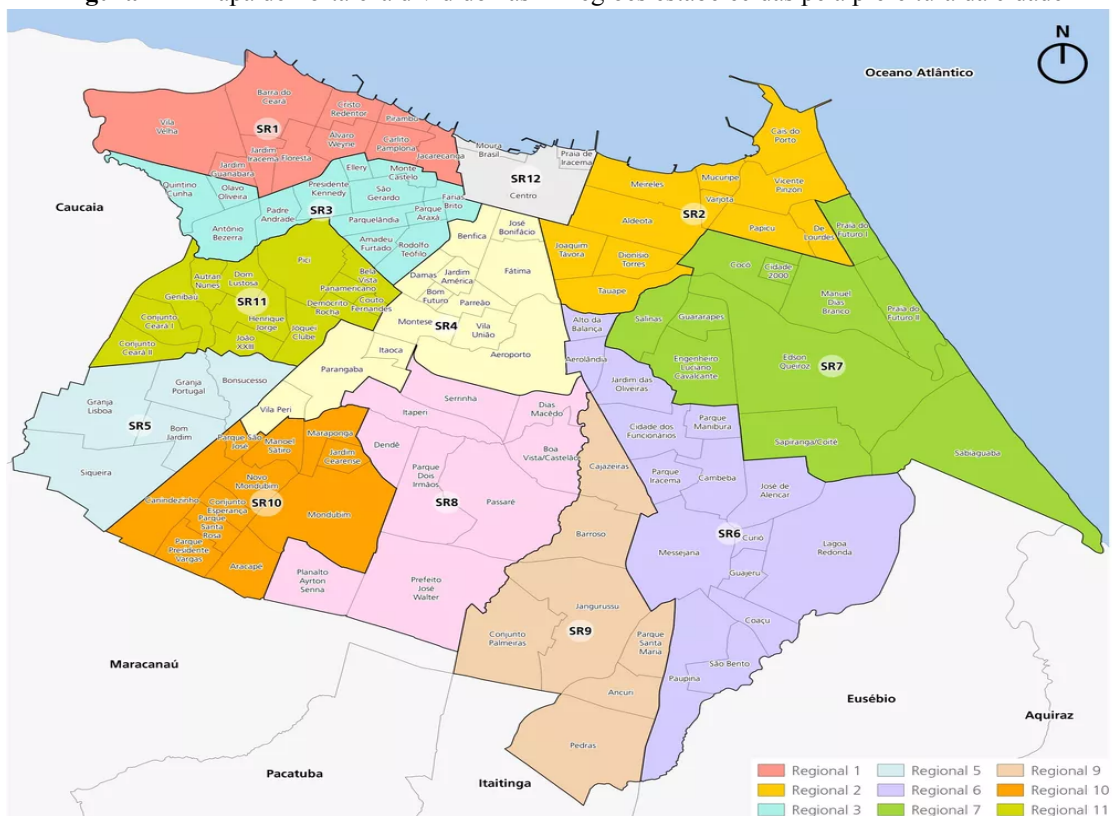 N
Oceano Atlântico
Barra do
Ceará
Vila
Velha
SR1
Cristo
Redentor
Pirambu
Álvaro
Weyne
Carlito
Pamplona
Jacarecanga
Jardim
Iracema
Floresta
Jardim
Guanabara
Moura
Brasil
Praia de
Iracema
SR12
Centro
Cais do
Porto
Meireles
Mucuripe
Vicente
Pinzon
Varjota
SR2
Aldeota
Papicu
De
Lourdes
Joaquim
Távora
Dionísio
Torres
Tauape
Praia do
Futuro I
Caucaia
Quintino
Cunha
Olavo
Oliveira
Ellery
Monte
Castelo
Presidente
Kennedy
São
Gerardo
Farias
Brito
Padre
Andrade
SR3
Parquelândia
Parque
Araxá
Antônio
Bezerra
Amadeu
Furtado
Rodolfo
Teófilo
Benfica
José
Bonifácio
Damas
Jardim
América
Fátima
Bom
Futuro
Parreão
Montese
SR4
Vila
União
Aeroporto
Itaoca
Parangaba
Vila Peri
Pici
Autran
Nunes
Dom
Lustosa
Bela
Vista
Panamericano
Genibaú
SR11
Democrito
Rocha
Couto
Fernandes
Henrique
Jorge
Joquei
Clube
João
XXIII
Conjunto
Ceará I
Conjunto
Ceará II
Cocó
Cidade
2000
Manuel
Dias
Branco
Praia do
Futuro II
Salinas
Guararapes
Engenheiro
Luciano
Cavalcante
Edson
Queiroz
SR7
Sapiranga/Coité
Sabiaguaba
Alto da
Balança
Aerolândia
Jardim das
Oliveiras
Cidade dos
Funcionários
Parque
Manibura
Parque
Iracema
Cambeba
José de
Alencar
SR6
Curió
Messejana
Lagoa
Redonda
Guajeru
Coaçu
São Bento
Paupina
Granja
Portugal
Bonsucesso
Granja
Lisboa
SR5
Bom
Jardim
Siqueira
Parque São
José
Manoel
Sátiro
Maraponga
Jardim
Cearense
Novo
Mondubim
Canindezinho
Conjunto
Esperança
SR10
Parque
Santa
Rosa
Mondubim
Parque
Presidente
Vargas
Aracapé
Serrinha
Itaperi
Dias
Macêdo
Dendê
Boa
Vista/Castelão
Parque
Dois
Irmãos
SR8
Passaré
Planalto
Ayrton
Senna
Prefeito
José
Walter
Cajazeiras
Barroso
Jangurussu
Conjunto
Palmeiras
SR9
Parque
Santa
Maria
Ancuri
Pedras
Maracanaú
Pacatuba
Itaitinga
Eusébio
Aquiraz
Regional 1 Regional 5 Regional 9
Regional 2 Regional 6 Regional 10
Regional 3 Regional 7 Regional 11